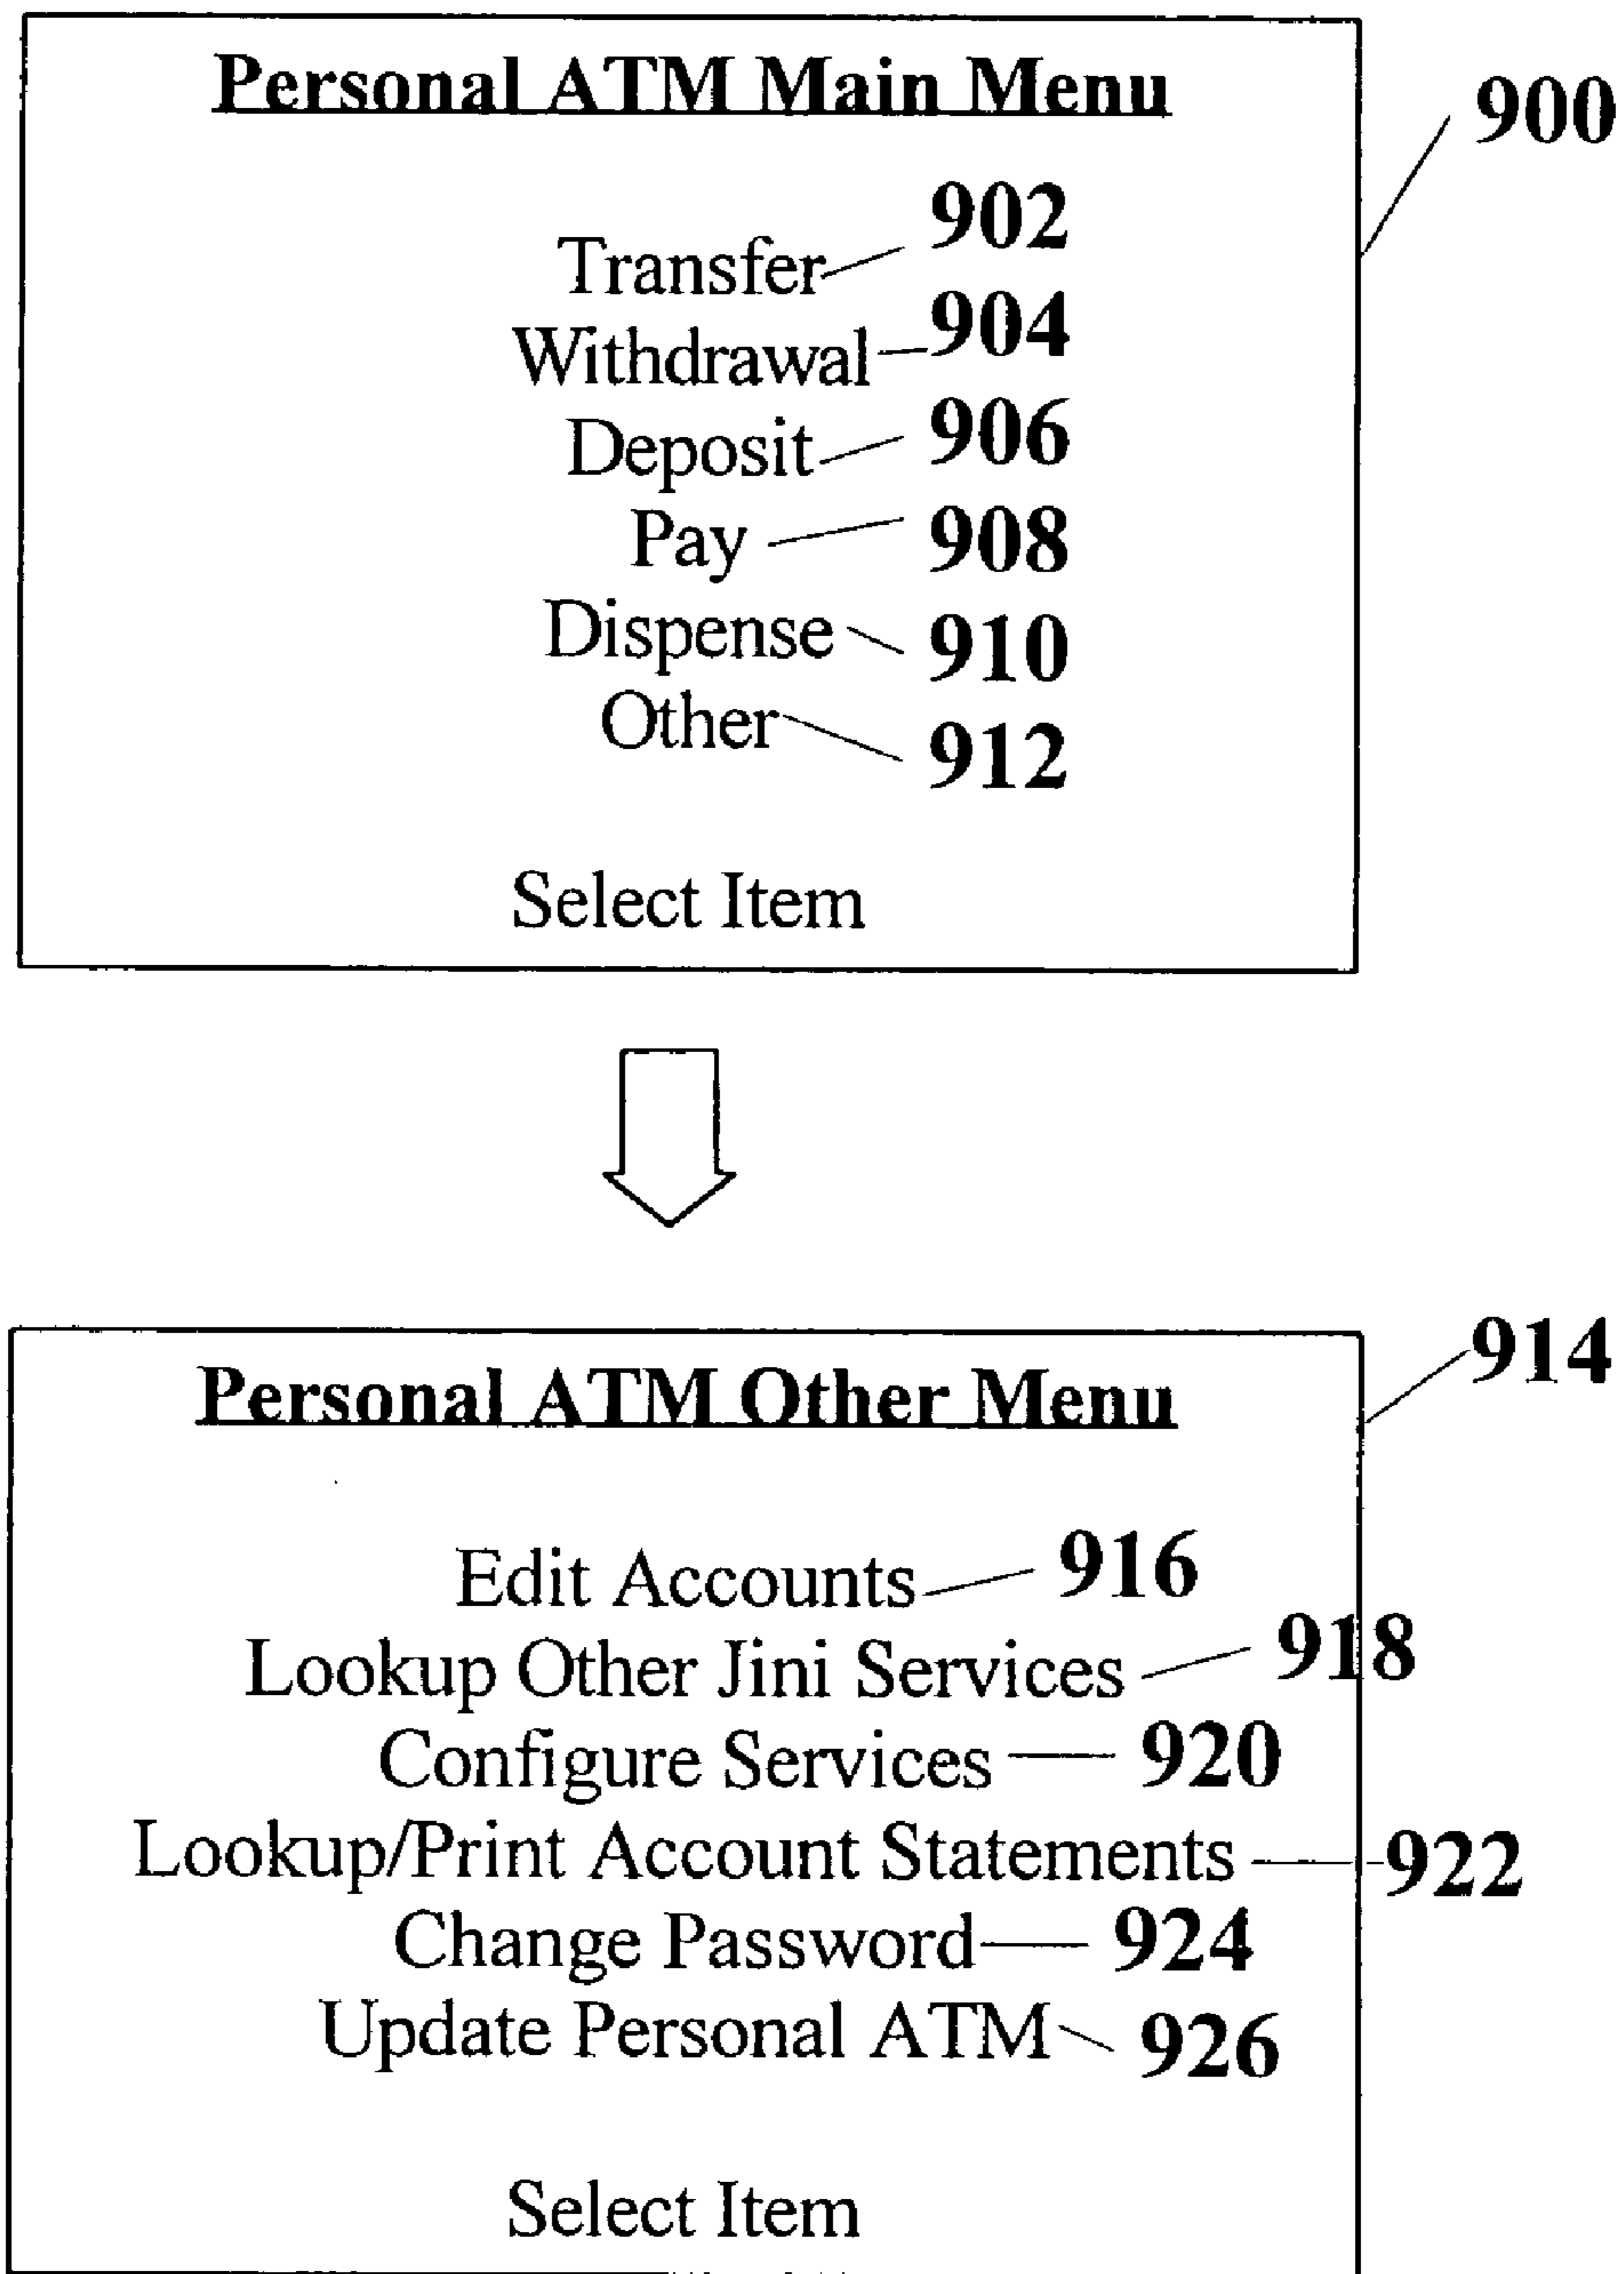 Personal ATM Main Menu
900
Transfer 902
Withdrawal 904
Deposit 906
Pay 908
Dispense 910
Other 912
Select Item
914
Personal ATM Other Menu
Edit Accounts 916
Lookup Other Jini Services 918
Configure Services 920
Lookup/Print Account Statements 922
Change Password 924
Update Personal ATM 926
Select Item